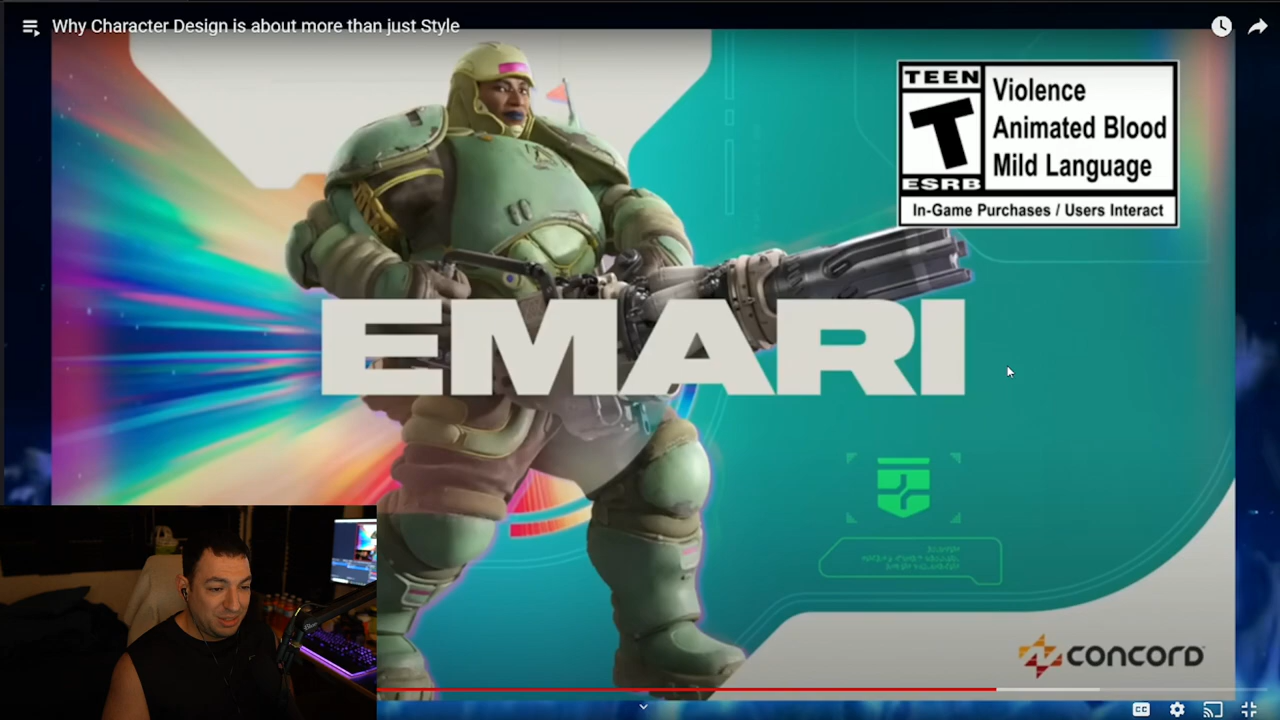 Why Character Design is about more than just Style
TEEN
T
ESRB
Violence
Animated Blood
Mild Language
In-Game Purchases / Users Interact
EMARI
CONCORD
CC